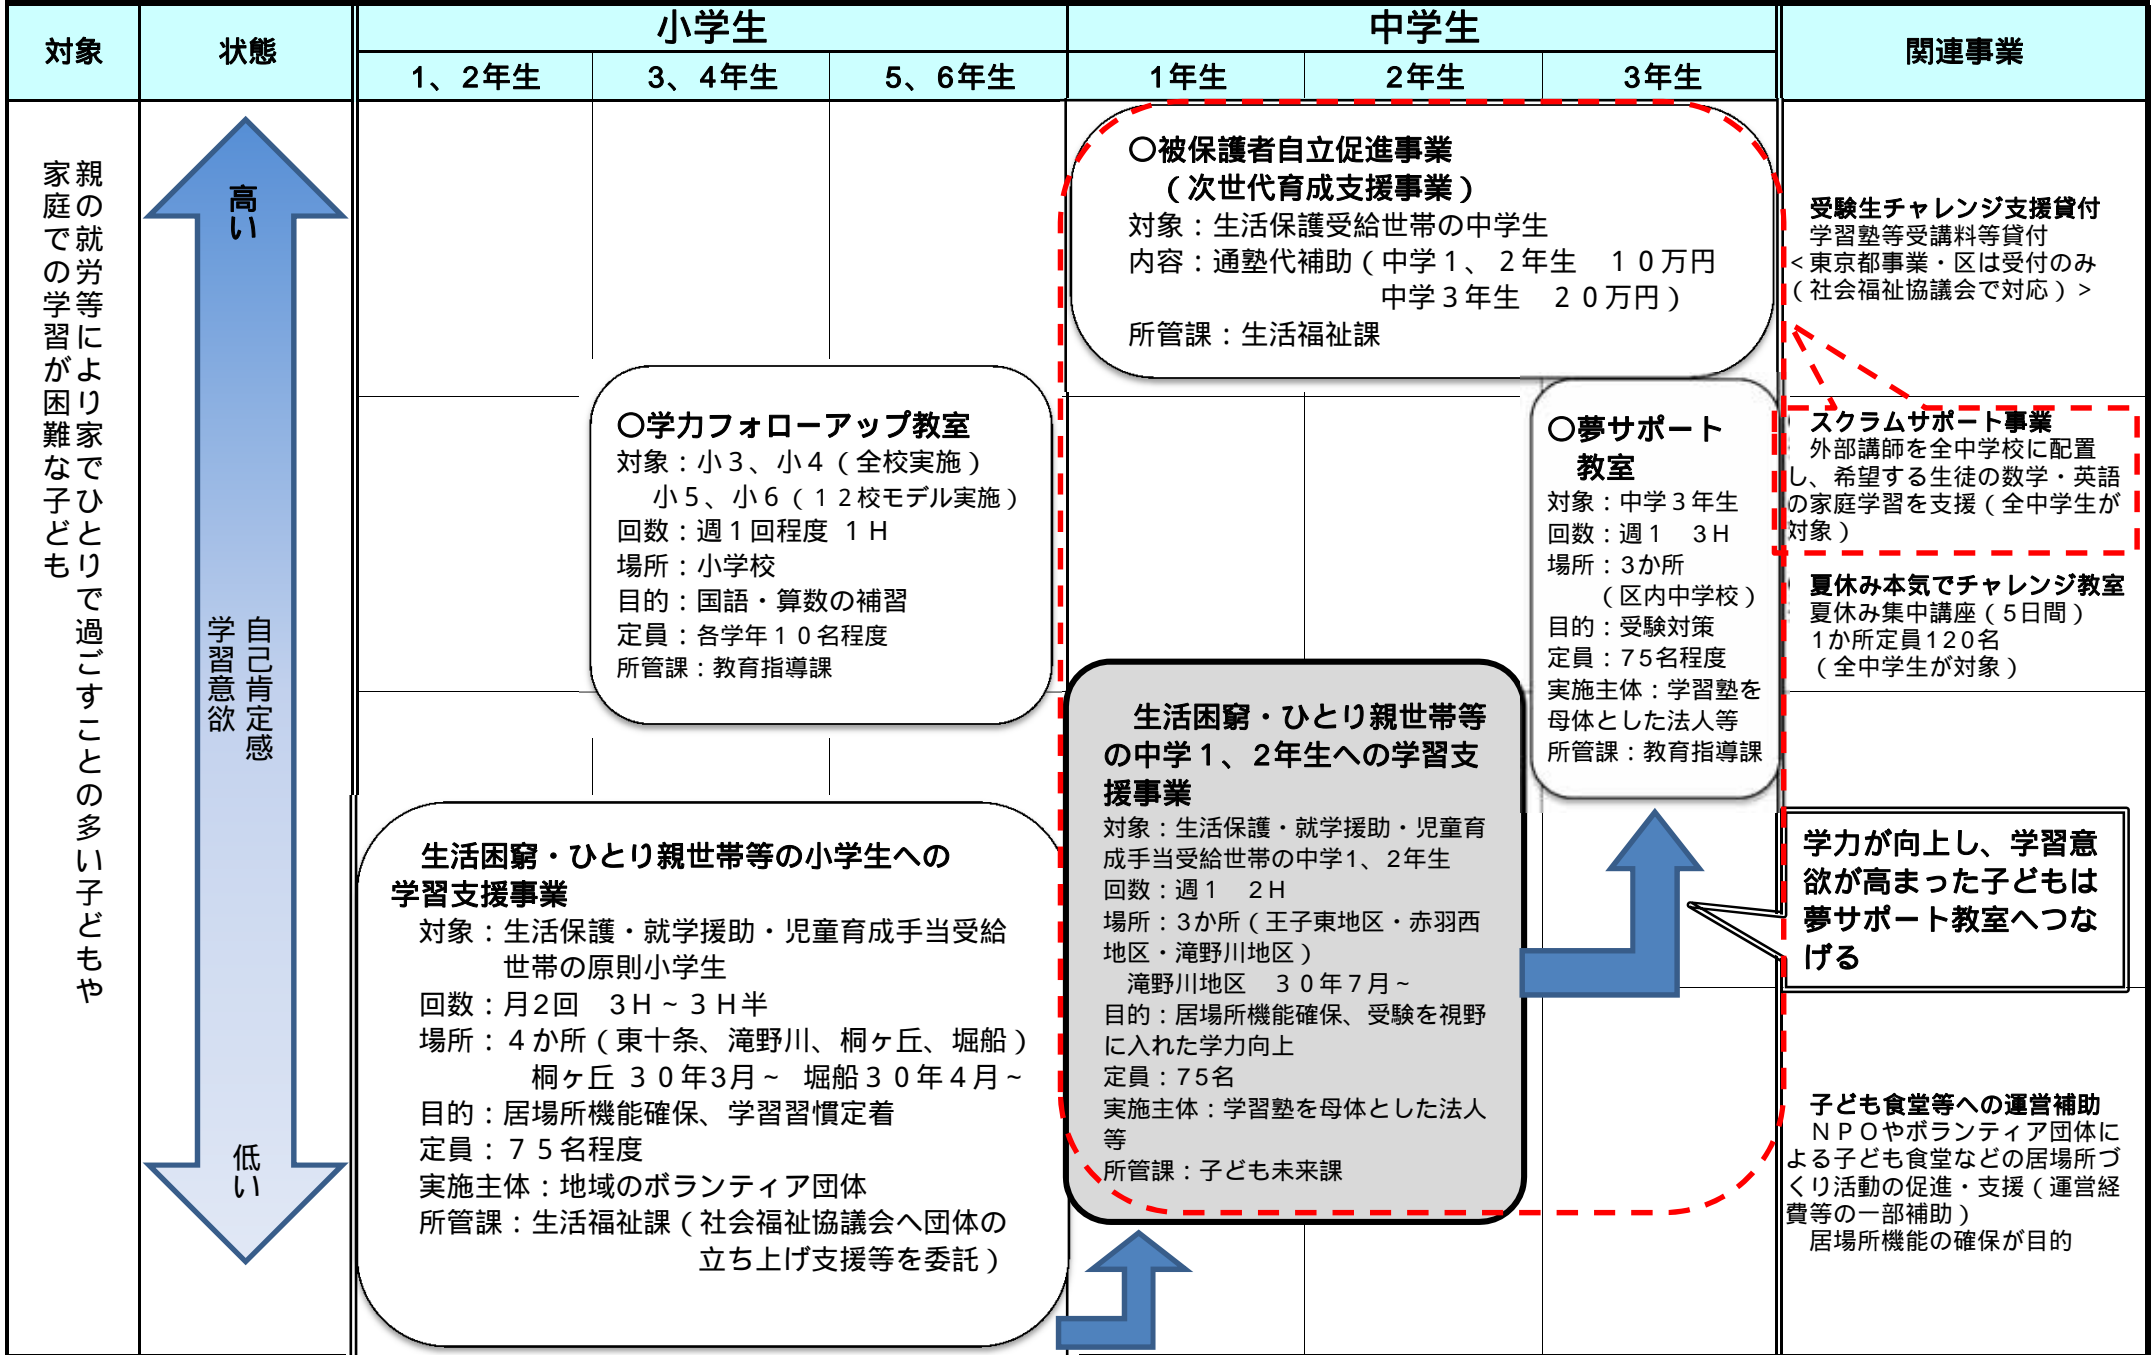 対象
状態
小学生
中学生
関連事業
1、2年生
3、4年生
5、6年生
1年生
2年生
3年生
親の就労等により家でひとりで過ごすことの多い子どもや
家庭での学習が困難な子ども
高い
自己肯定感
学習意欲
低い
○被保護者自立促進事業
（次世代育成支援事業）
対象：生活保護受給世帯の中学生
内容：通塾代補助（中学１、２年生　１０万円
中学３年生　２０万円）
所管課：生活福祉課
○学力フォローアップ教室
対象：小３、小４（全校実施）
小５、小６（１２校モデル実施）
回数：週１回程度 １Ｈ
場所：小学校
目的：国語・算数の補習
定員：各学年１０名程度
所管課：教育指導課
○夢サポート
教室
対象：中学３年生
回数：週１　３Ｈ
場所：3か所
（区内中学校）
目的：受験対策
定員：75名程度
実施主体：学習塾を
母体とした法人等
所管課：教育指導課
生活困窮・ひとり親世帯等の小学生への
学習支援事業
対象：生活保護・就学援助・児童育成手当受給
世帯の原則小学生
回数：月2回　３Ｈ～３Ｈ半
場所：４か所（東十条、滝野川、桐ヶ丘、堀船）
桐ヶ丘 ３０年3月～ 堀船３０年４月～
目的：居場所機能確保、学習習慣定着
定員：７５名程度
実施主体：地域のボランティア団体
所管課：生活福祉課（社会福祉協議会へ団体の
立ち上げ支援等を委託）
生活困窮・ひとり親世帯等
の中学１、2年生への学習支
援事業
対象：生活保護・就学援助・児童育
成手当受給世帯の中学1、2年生
回数：週１　２Ｈ
場所：3か所（王子東地区・赤羽西
地区・滝野川地区）
滝野川地区　３０年７月～
目的：居場所機能確保、受験を視野
に入れた学力向上
定員：75名
実施主体：学習塾を母体とした法人
等
所管課：子ども未来課
受験生チャレンジ支援貸付
学習塾等受講料等貸付
＜東京都事業・区は受付のみ
（社会福祉協議会で対応）＞
スクラムサポート事業
外部講師を全中学校に配置
し、希望する生徒の数学・英語
の家庭学習を支援（全中学生が
対象）
夏休み本気でチャレンジ教室
夏休み集中講座（5日間）
1か所定員120名
（全中学生が対象）
学力が向上し、学習意
欲が高まった子どもは
夢サポート教室へつな
げる
子ども食堂等への運営補助
ＮＰＯやボランティア団体に
よる子ども食堂などの居場所づ
くり活動の促進・支援（運営経
費等の一部補助）
居場所機能の確保が目的